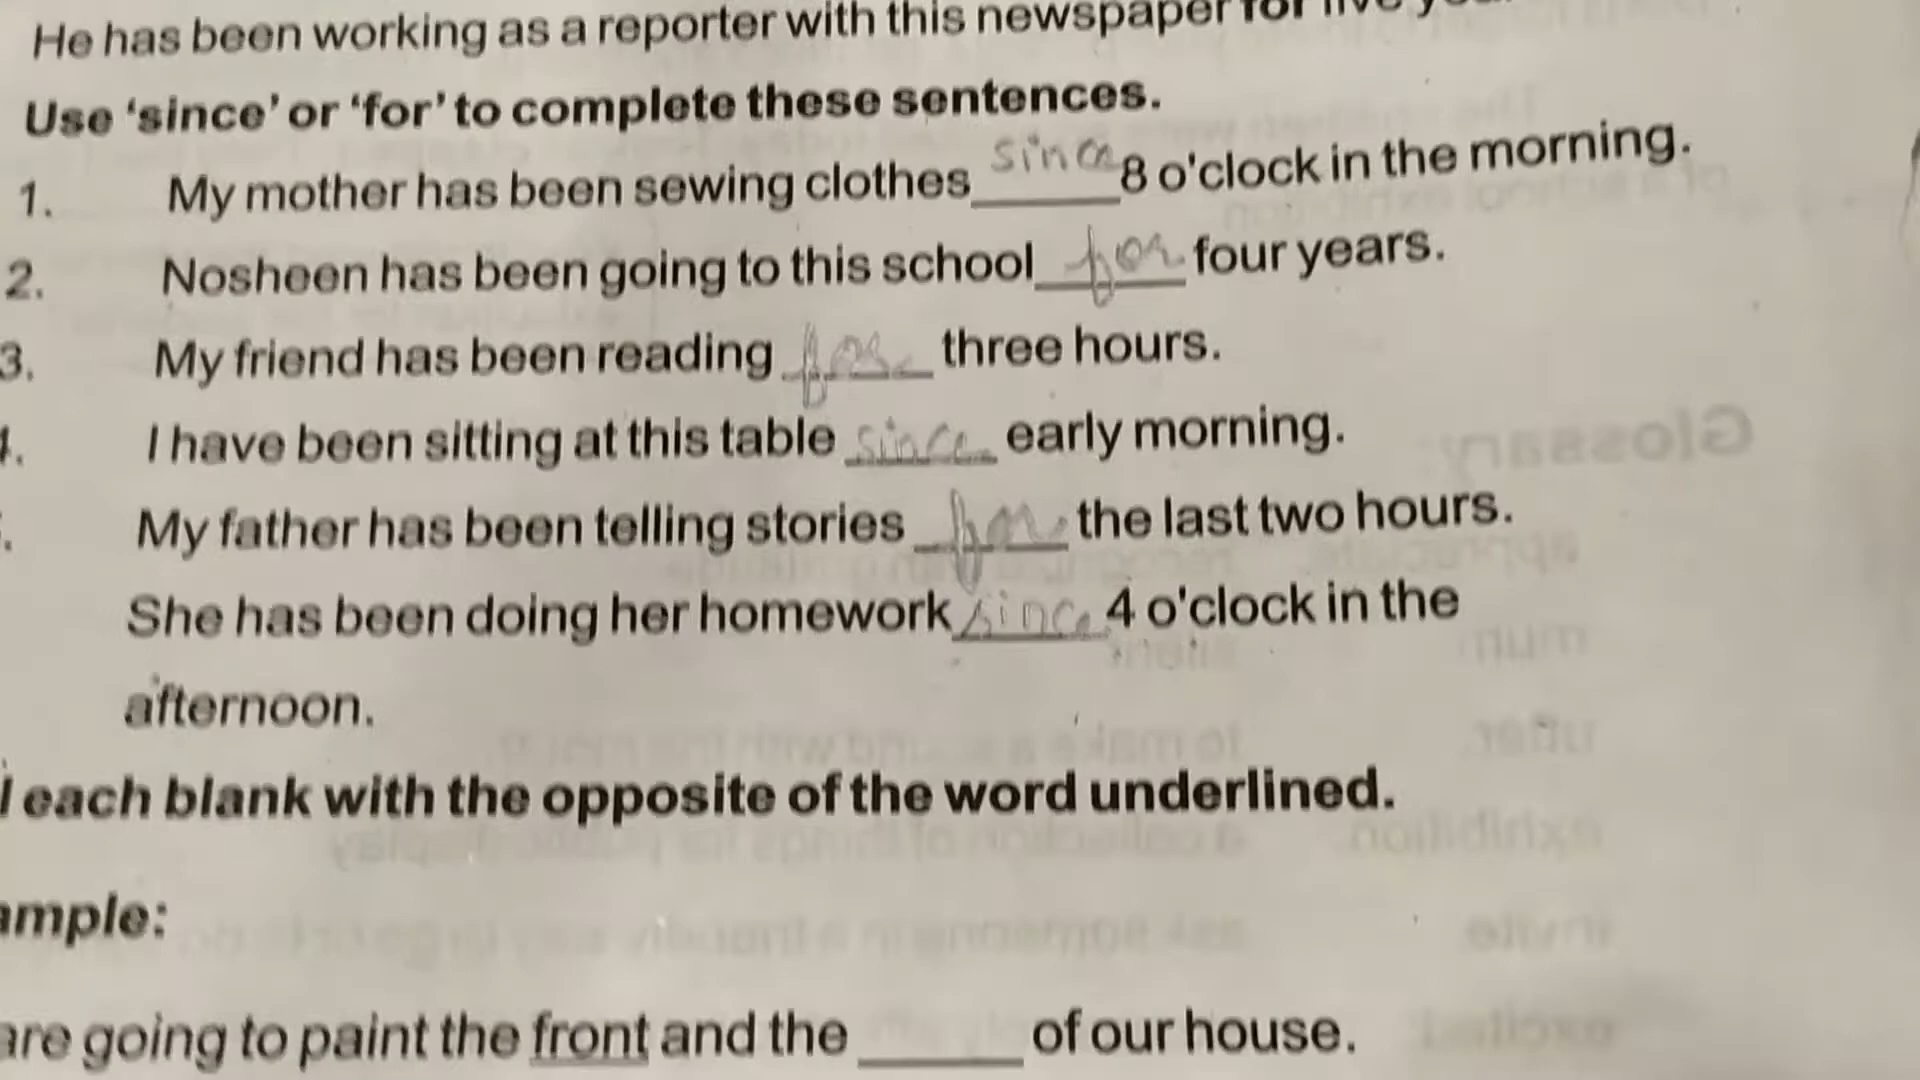 He has been working as a reporter with this newspaper for five
Use 'since' or 'for' to complete these sentences.
1. My mother has been sewing clothes since 8 o'clock in the morning.
2. Nosheen has been going to this school for four years.
3. My friend has been reading for three hours.
4. I have been sitting at this table since early morning.
My father has been telling stories for the last two hours.
She has been doing her homework since 4 o'clock in the
afternoon.
each blank with the opposite of the word underlined.
ample:
are going to paint the front and the ______ of our house.